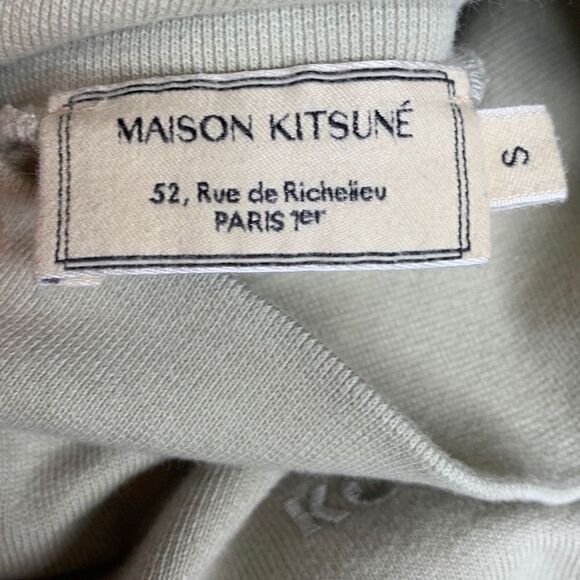 MAISON KITSUNÉ
52, Rue de Richelieu
PARIS 1er
S